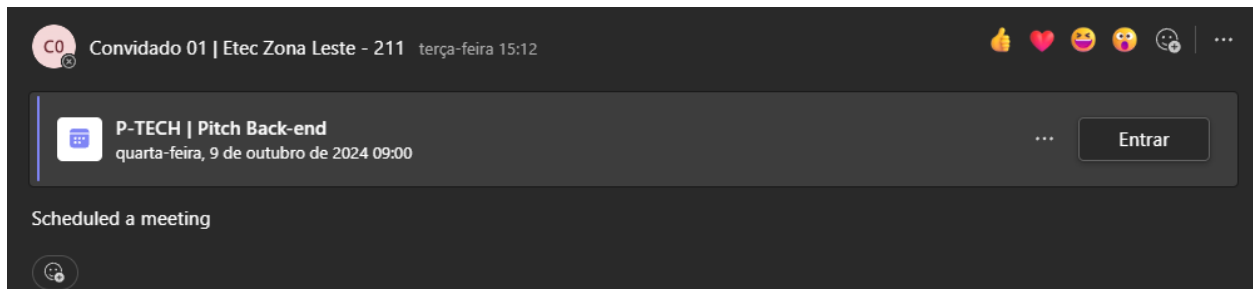 C0 Convidado 01 | Etec Zona Leste - 211 terça-feira 15:12
P-TECH | Pitch Back-end
quarta-feira, 9 de outubro de 2024 09:00
Entrar
Scheduled a meeting